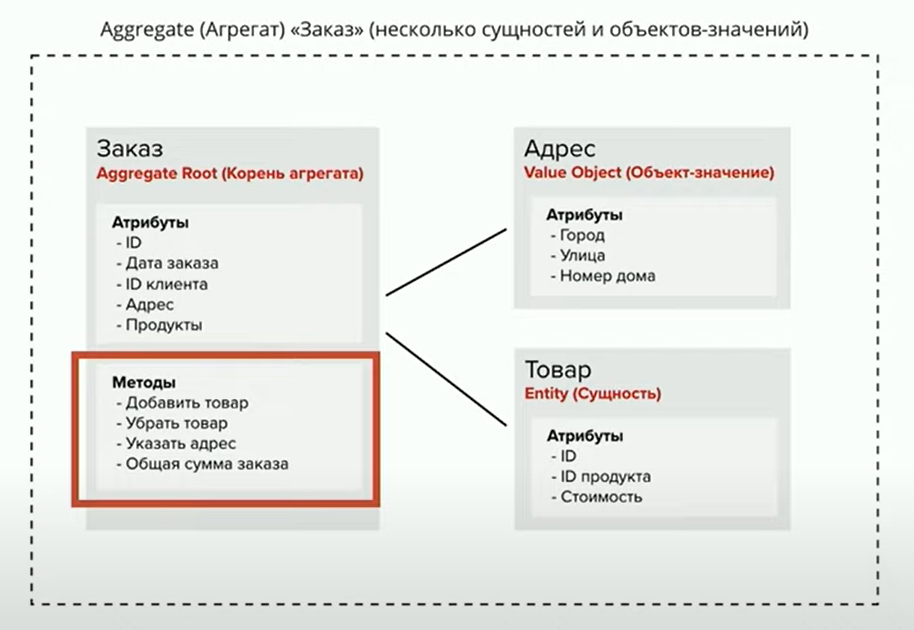 Aggregate (Агрегат) «Заказ» (несколько сущностей и объектов-значений)
Заказ
Aggregate Root (Корень агрегата)
Атрибуты
- ID
- Дата заказа
- ID клиента
- Адрес
- Продукты
Методы
- Добавить товар
- Убрать товар
- Указать адрес
- Общая сумма заказа
Адрес
Value Object (Объект-значение)
Атрибуты
- Город
- Улица
- Номер дома
Товар
Entity (Сущность)
Атрибуты
- ID
- ID продукта
- Стоимость